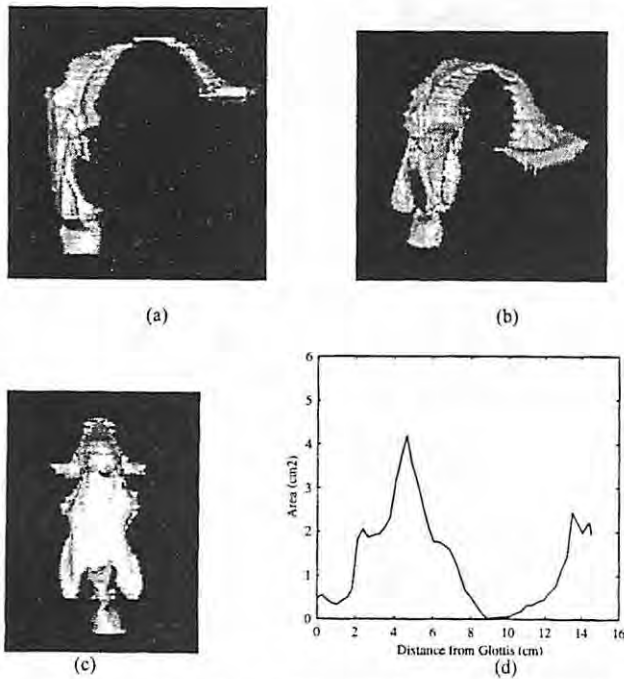 (a)
(b)
6
5
4
3
2
1
0
Area (cm2)
0 2 4 6 8 10 12 14 16
Distance from Glottis (cm)
(c)
(d)